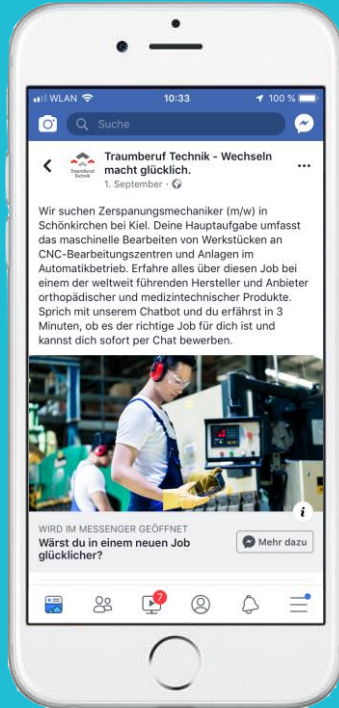 WLAN
10:33
100 %
Suche
Traumberuf Technik - Wechseln
macht glücklich.
1. September ·
Traumberuf
Technik
Wir suchen Zerspanungsmechaniker (m/w) in
Schönkirchen bei Kiel. Deine Hauptaufgabe umfasst
das maschinelle Bearbeiten von Werkstücken an
CNC-Bearbeitungszentren und Anlagen im
Automatikbetrieb. Erfahre alles über diesen Job bei
einem der weltweit führenden Hersteller und Anbieter
orthopädischer und medizintechnischer Produkte.
Sprich mit unserem Chatbot und du erfährst in 3
Minuten, ob es der richtige Job für dich ist und
kannst dich sofort per Chat bewerben.
i
WIRD IM MESSENGER GEÖFFNET
Wärst du in einem neuen Job
glücklicher?
Mehr dazu
7